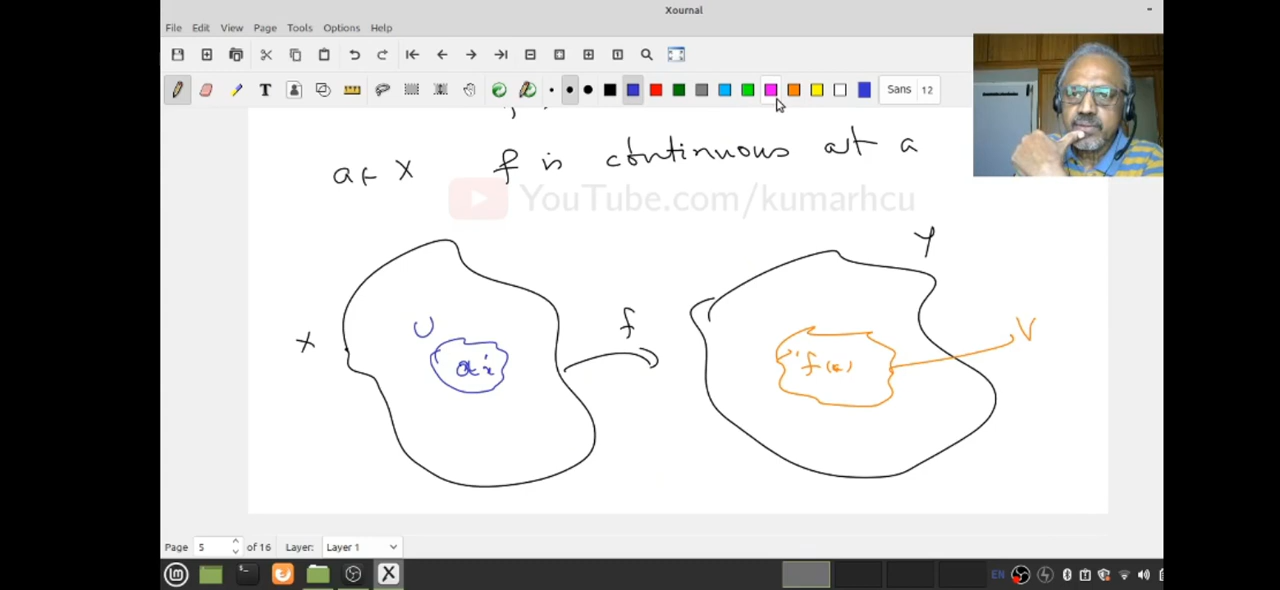 Xournal
File Edit View Page Tools Options Help
Sans 12
a ∈ X f is continuous at a
YouTube.com/kumarhcu
Y
U
f
V
X
a x
f(a)
Page 5 of 16 Layer: Layer 1
EN